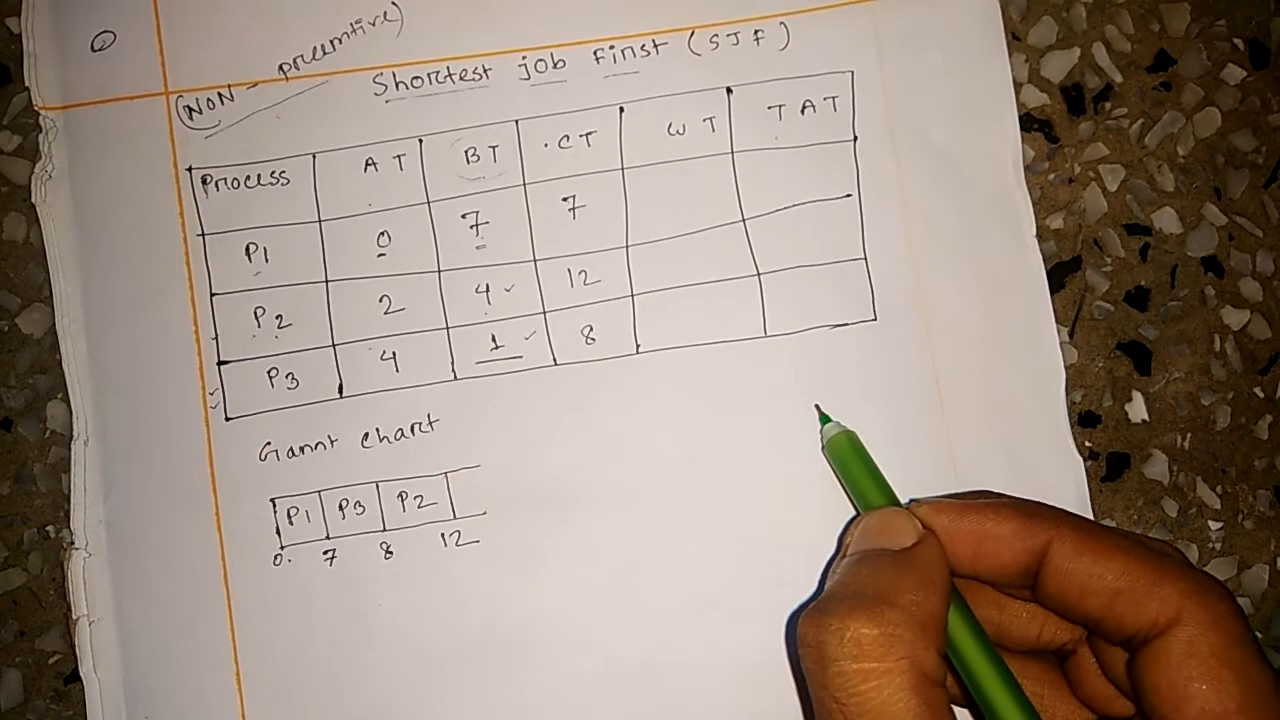 (NON - preemtive)
Shortest job First (SJF)
Process AT BT CT WT TAT
P1 0 7 7
P2 2 4 12
P3 4 1 8
Gannt chart
P1 P3 P2
0 7 8 12